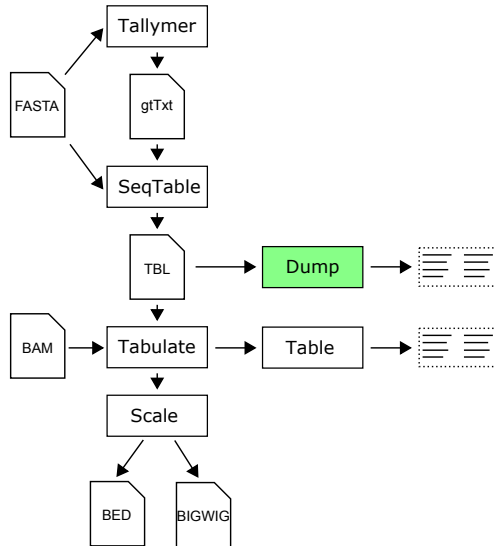 Tallymer
FASTA
gtTxt
SeqTable
TBL
Dump
BAM
Tabulate
Table
Scale
BED
BIGWIG